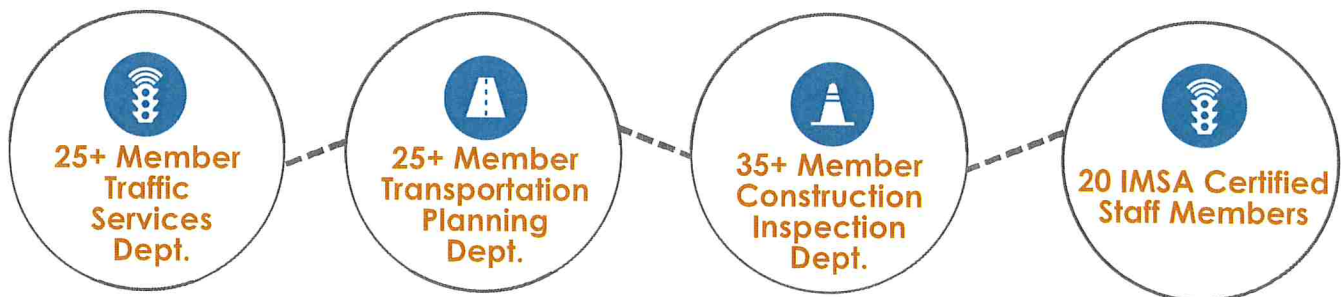 25+ Member
Traffic
Services
Dept.
25+ Member
Transportation
Planning
Dept.
35+ Member
Construction
Inspection
Dept.
20 IMSA Certified
Staff Members